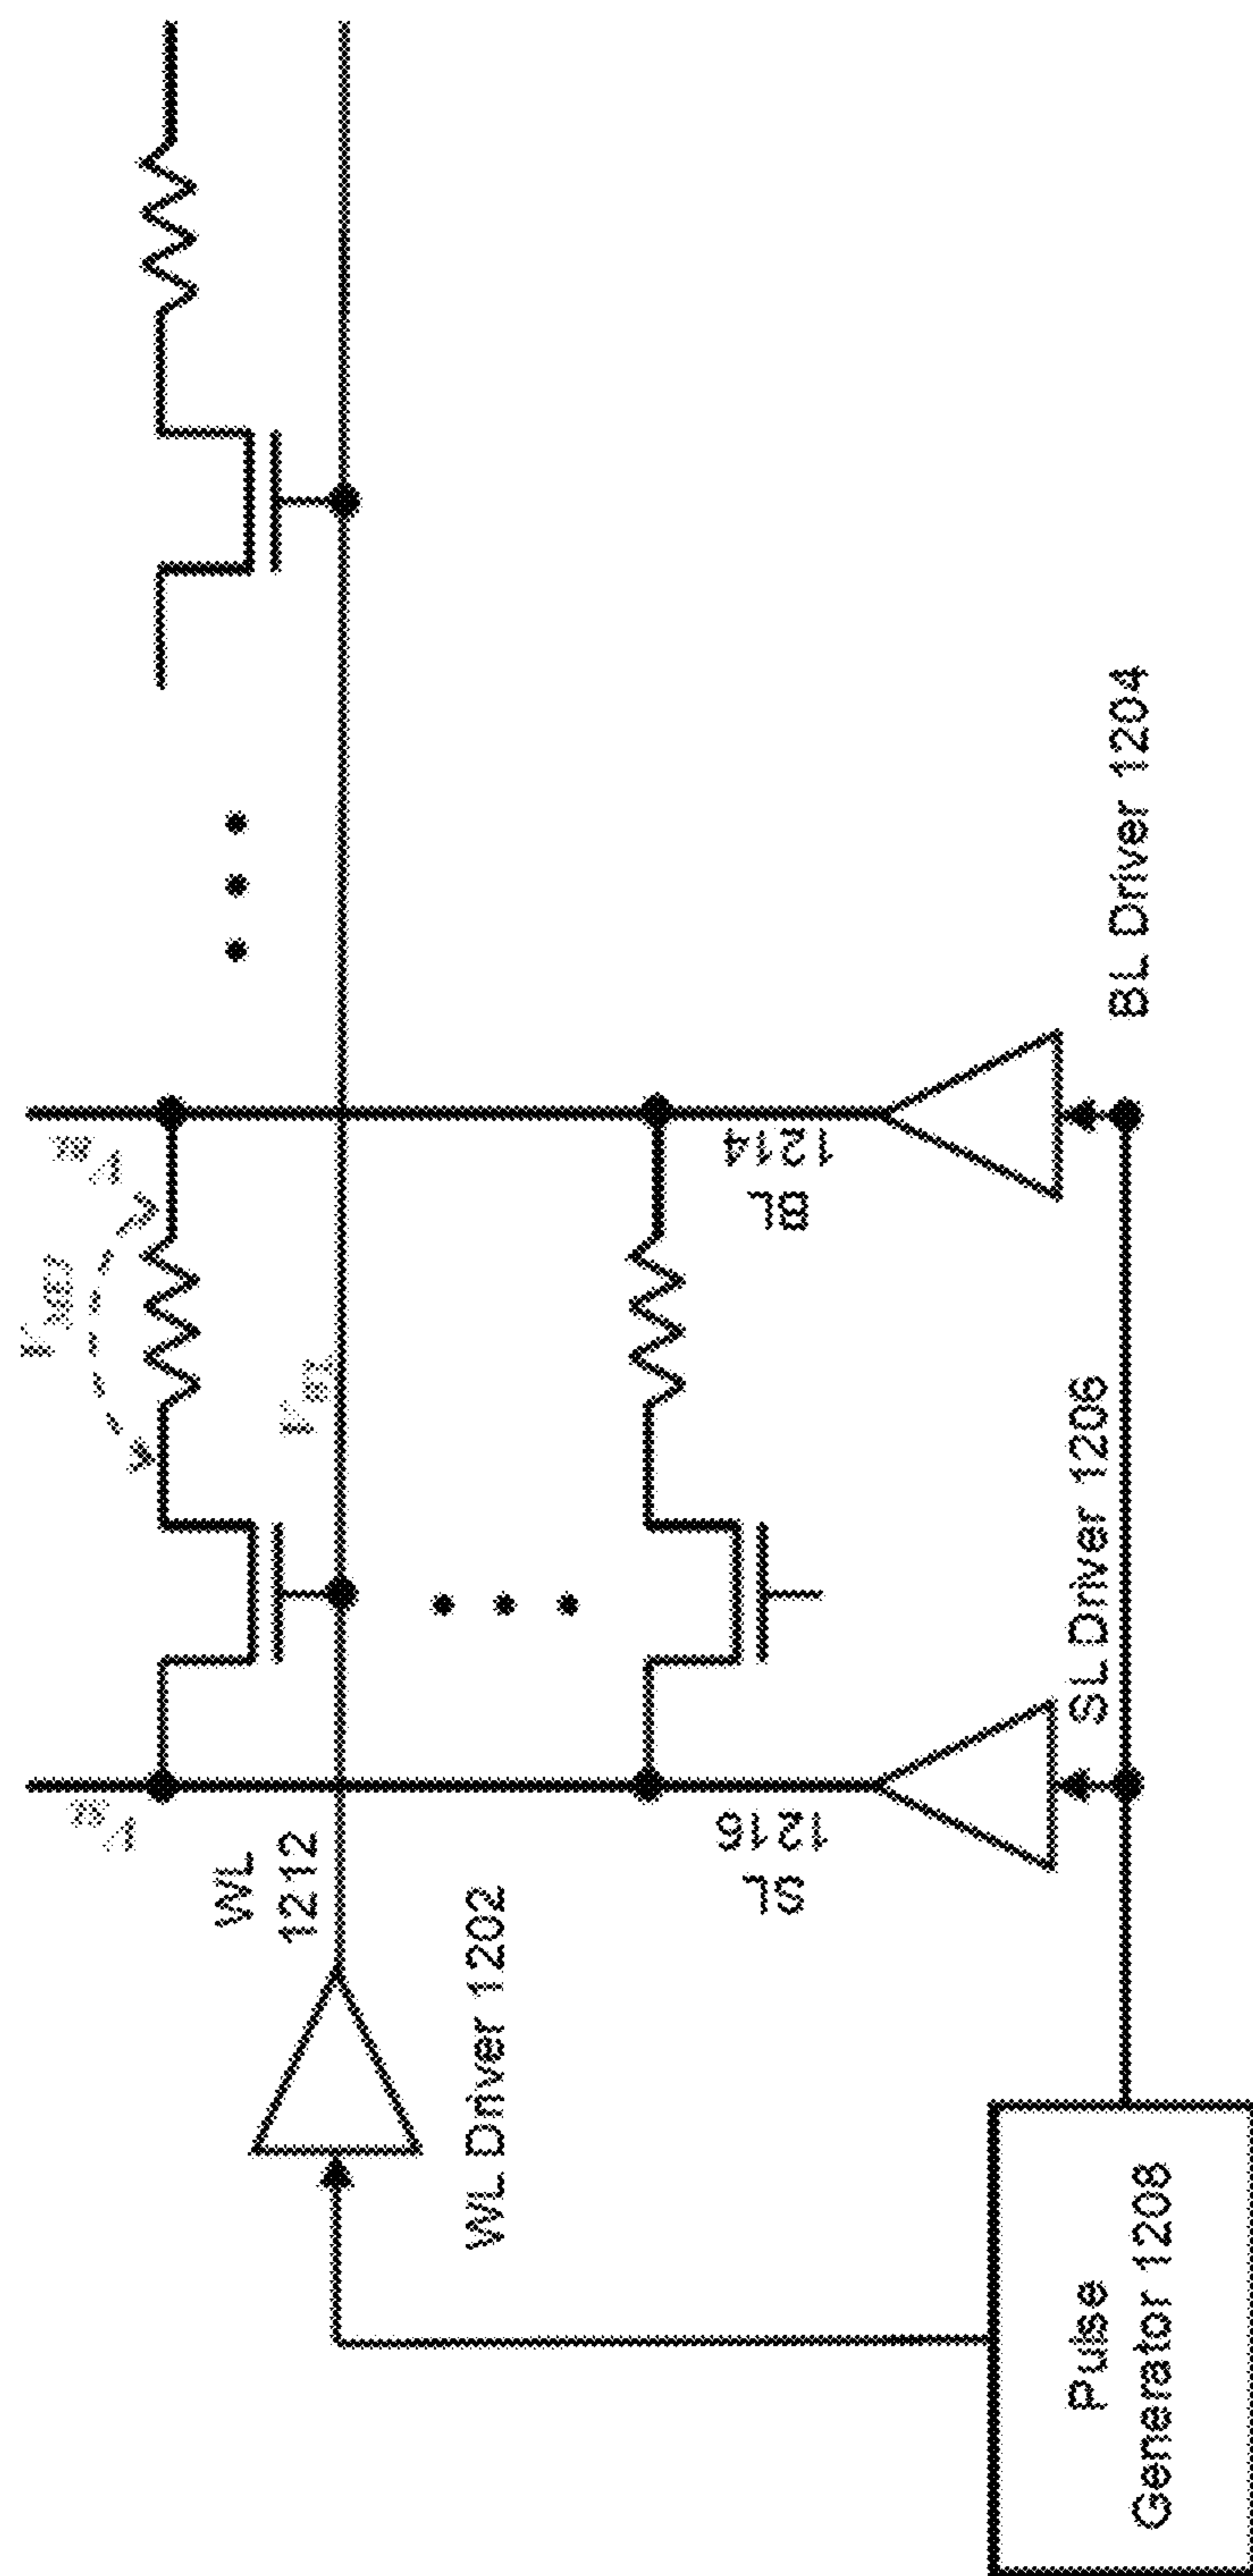 WL
1212
WL Driver 1202
SL
1216
SL Driver 1206
BL
1214
BL Driver 1204
Pulse
Generator 1208